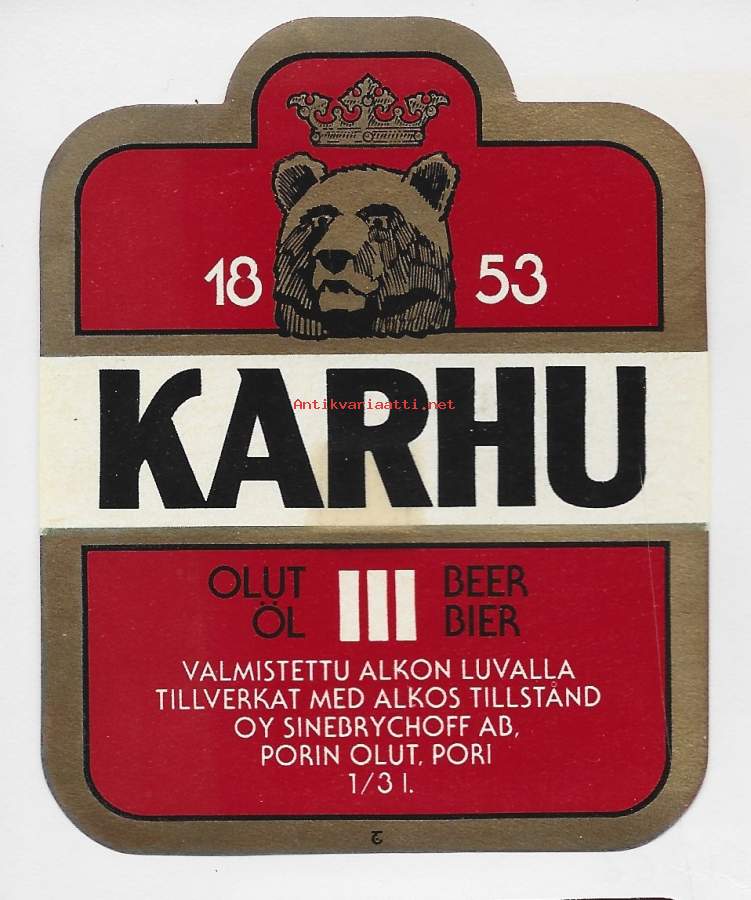 18 53
KARHU
Antikvariaatti.net
OLUT III BEER
ÖL BIER
VALMISTETTU ALKON LUVALLA
TILLVERKAT MED ALKOS TILLSTÅND
OY SINEBRYCHOFF AB,
PORIN OLUT, PORI
1/3 l.